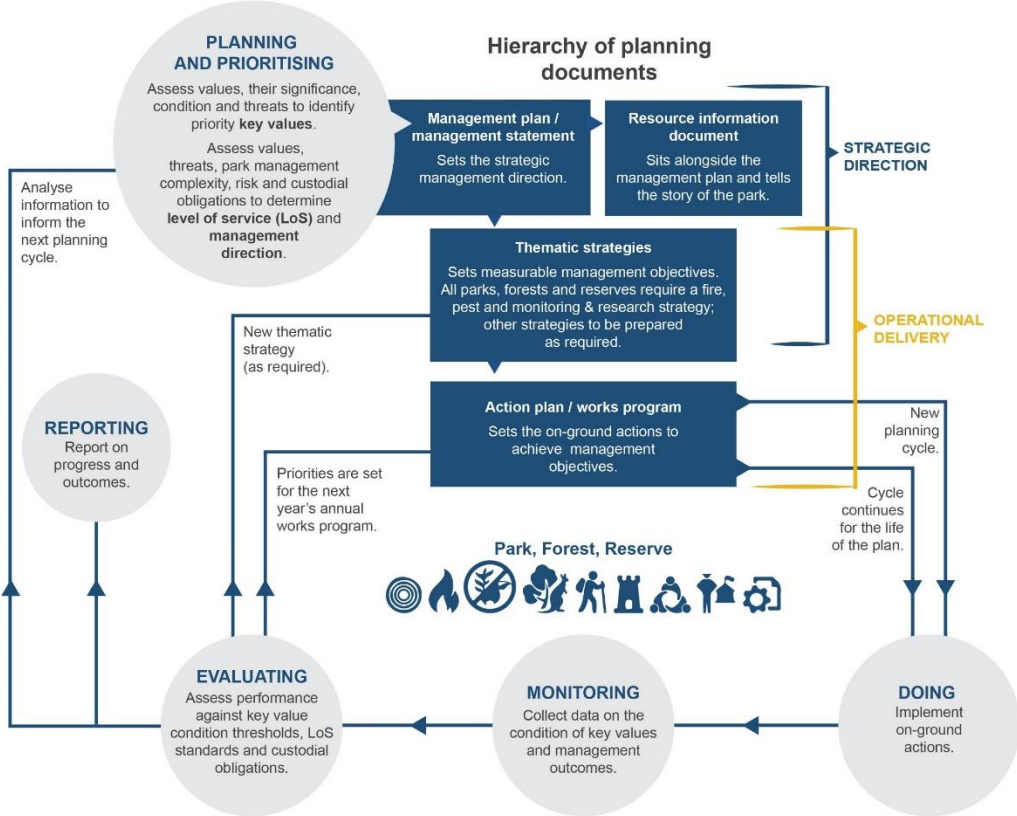 PLANNING
AND PRIORITISING
Assess values, their significance,
condition and threats to identify
priority key values.
Assess values,
threats, park management
complexity, risk and custodial
obligations to determine
level of service (LoS) and
management
direction.
Hierarchy of planning
documents
Management plan /
management statement
Sets the strategic
management direction.
Resource information
document
Sits alongside the
management plan and tells
the story of the park.
STRATEGIC
DIRECTION
Analyse
information to
inform the
next planning
cycle.
Thematic strategies
Sets measurable management objectives.
All parks, forests and reserves require a fire,
pest and monitoring & research strategy;
other strategies to be prepared
as required.
OPERATIONAL
DELIVERY
New thematic
strategy
(as required).
Action plan / works program
Sets the on-ground actions to
achieve management
objectives.
New
planning
cycle.
REPORTING
Report on
progress and
outcomes.
Priorities are set
for the next
year's annual
works program.
Cycle
continues
for the life
of the plan.
Park, Forest, Reserve
EVALUATING
Assess performance
against key value
condition thresholds, LoS
standards and custodial
obligations.
MONITORING
Collect data on the
condition of key values
and management
outcomes.
DOING
Implement
on-ground
actions.